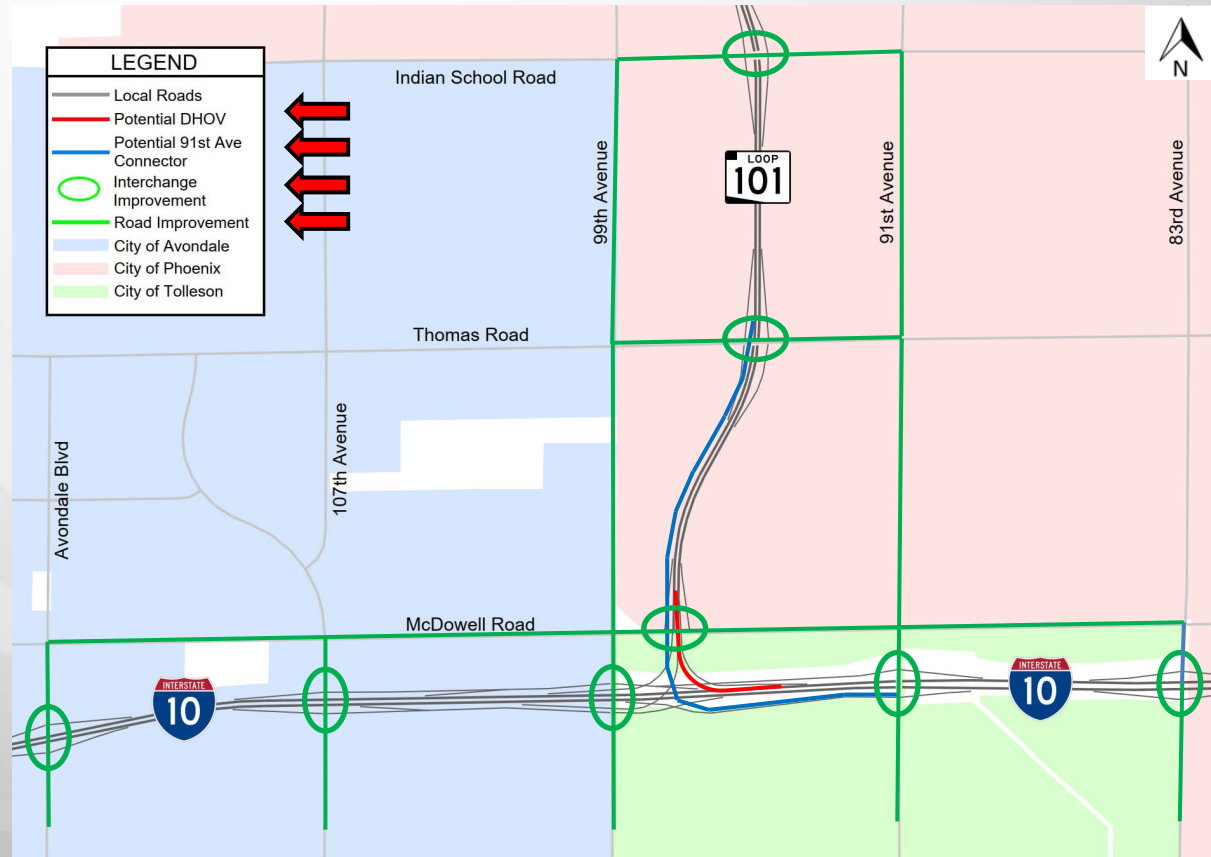 LEGEND
Local Roads
Potential DHOV
Potential 91st Ave
Connector
Interchange
Improvement
Road Improvement
City of Avondale
City of Phoenix
City of Tolleson
N
Indian School Road
LOOP
101
99th Avenue
91st Avenue
83rd Avenue
Thomas Road
Avondale Blvd
107th Avenue
McDowell Road
INTERSTATE
10
INTERSTATE
10